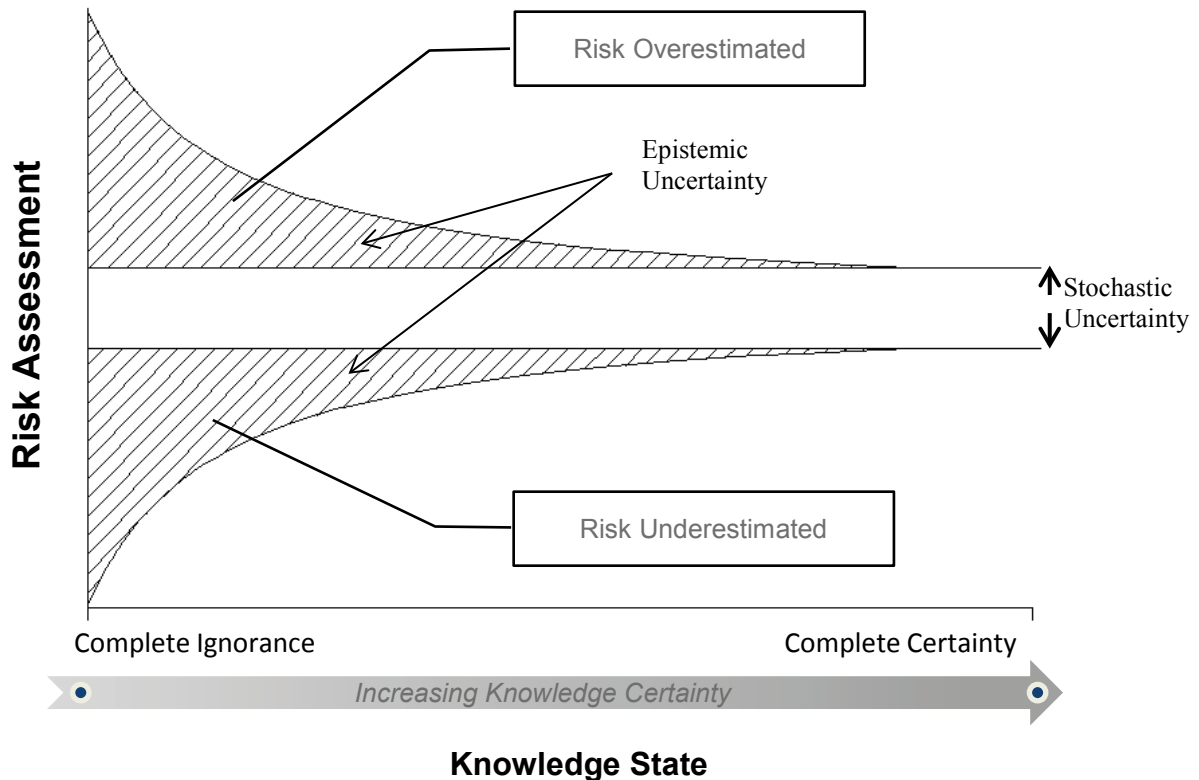 Risk Overestimated
Epistemic
Uncertainty
Risk Assessment
Stochastic
Uncertainty
Risk Underestimated
Complete Ignorance
Complete Certainty
Increasing Knowledge Certainty
Knowledge State